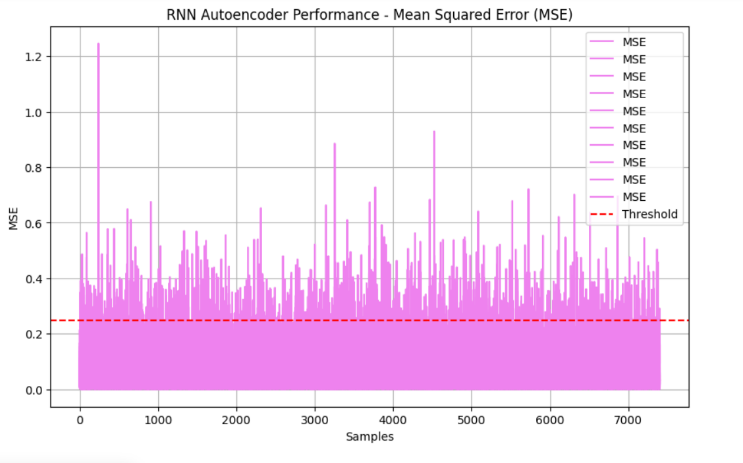 RNN Autoencoder Performance - Mean Squared Error (MSE)
MSE
MSE
MSE
MSE
MSE
MSE
MSE
MSE
MSE
MSE
Threshold
1.2
1.0
0.8
0.6
0.4
0.2
0.0
MSE
0 1000 2000 3000 4000 5000 6000 7000
Samples